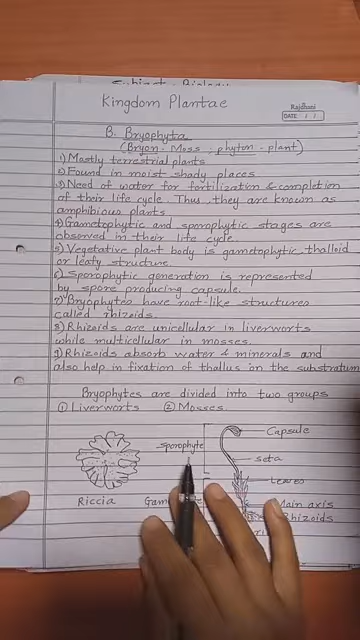 Subject - Biology
Kingdom Plantae
Rajdhani
DATE / /
B. Bryophyta
(Bryon - Moss, phyton - plant)
1) Mostly terrestrial plants
2) Found in moist shady places
3) Need of water for fertilization & completion
of their life cycle. Thus, they are known as
amphibious plants
4) Gametophytic and sporophytic stages are
observed in their life cycle.
5) Vegetative plant body is gametophytic, thalloid
or leafy structure
6) Sporophytic generation is represented
by spore producing capsule.
7) Bryophytes have root-like structures
called rhizoids.
8) Rhizoids are unicellular in liverworts
while multicellular in mosses.
9) Rhizoids absorb water & minerals and
also help in fixation of thallus on the substratum
Bryophytes are divided into two groups
① Liverworts ② Mosses.
Capsule
Sporophyte
seta
Leaves
Riccia
Main axis
Rhizoids